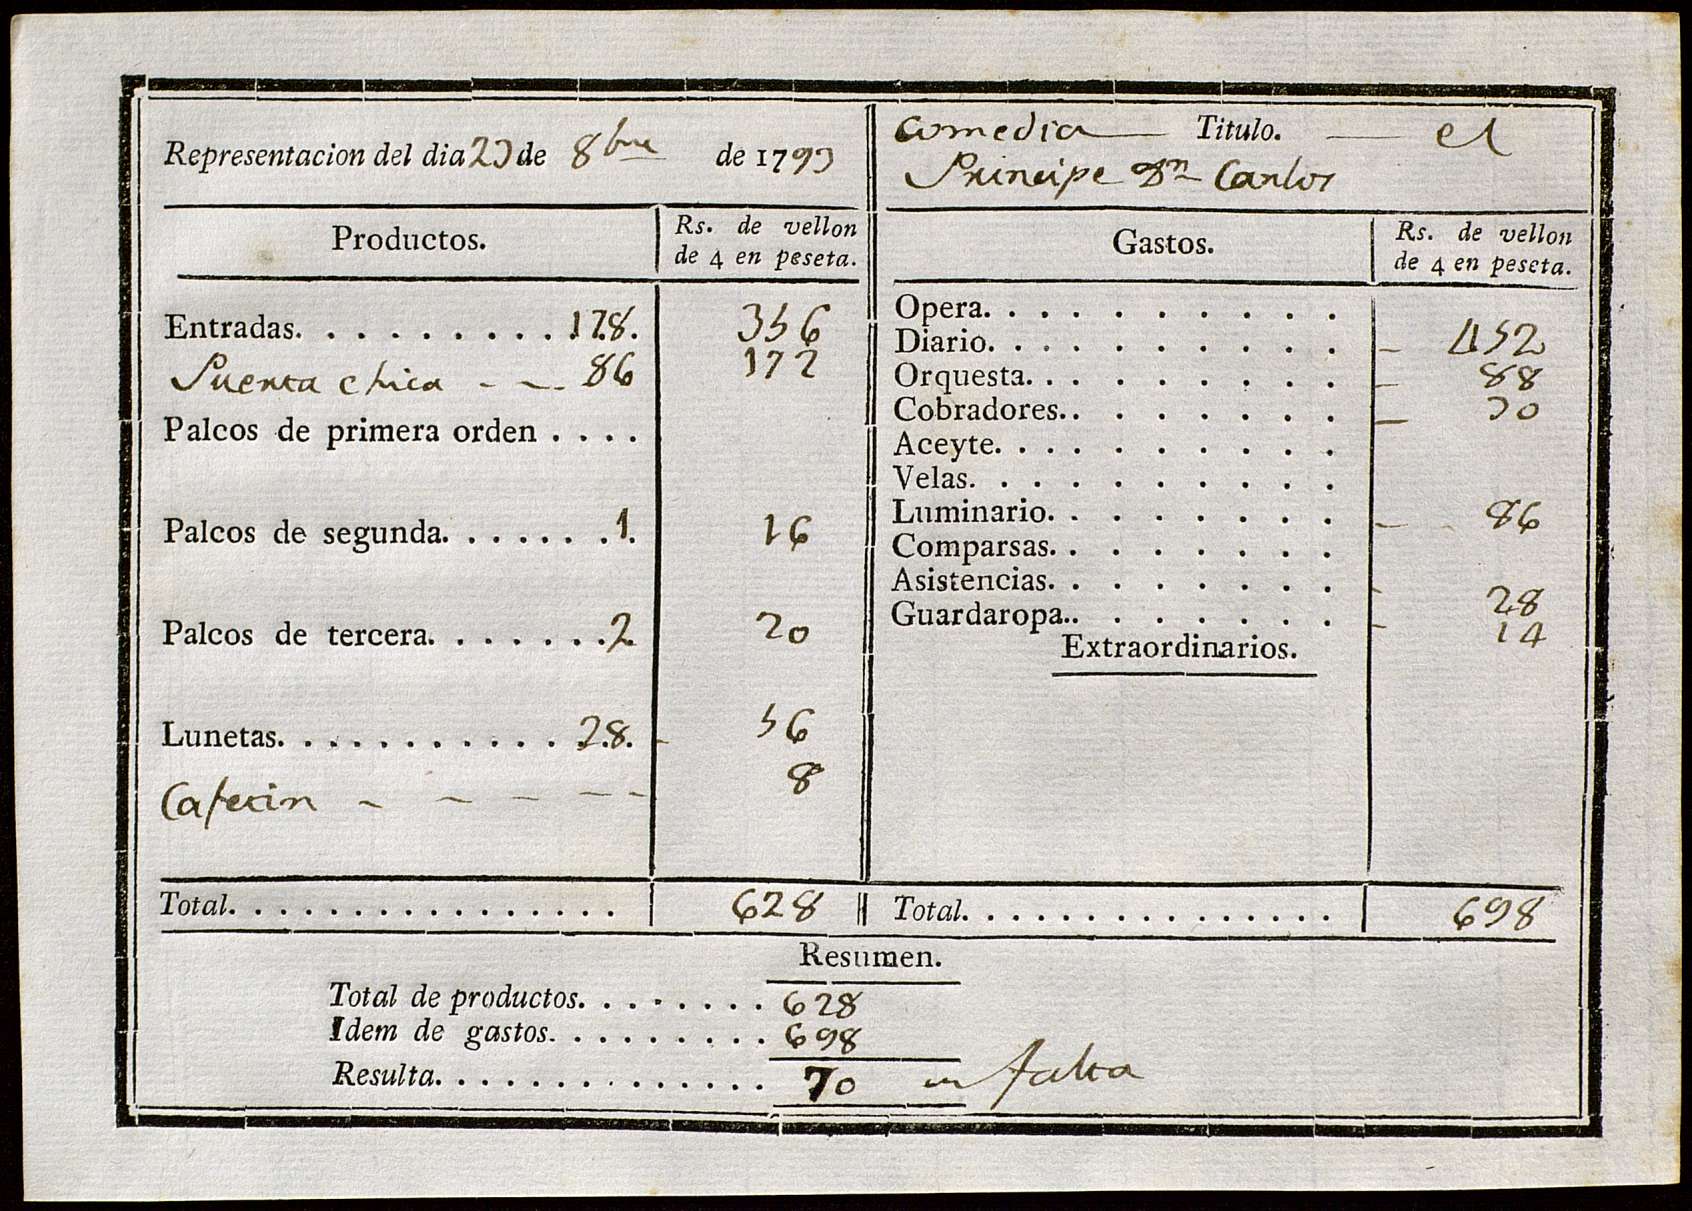 Representacion del dia 23 de 8bre de 1793
Comedia Titulo. el
Principe Dn Carlos
Productos.
Rs. de vellon
de 4 en peseta.
Entradas. . . . . . . . . . 178. 356
Puerta chica - - - 86 172
Palcos de primera orden . . . .
Palcos de segunda. . . . . . . 1. 16
Palcos de tercera. . . . . . . 2 20
Lunetas. . . . . . . . . . . . 28. 56
Cafetin - - - - - - 8
Total. . . . . . . . . . . . . . . . 628
Gastos.
Rs. de vellon
de 4 en peseta.
Opera. . . . . . . . . .
Diario. . . . . . . . . . - 452
Orquesta. . . . . . . . . - 88
Cobradores.. . . . . . . - 30
Aceyte. . . . . . . . . .
Velas. . . . . . . . . .
Luminario. . . . . . . . - - 86
Comparsas. . . . . . . .
Asistencias. . . . . . . . - 28
Guardaropa.. . . . . . . - 14
Extraordinarios.
Total. . . . . . . . . . . . . . . . 698
Resumen.
Total de productos. . . . . . . . 628
Idem de gastos. . . . . . . . . . 698
Resulta. . . . . . . . . . . . . . . 70 en falta